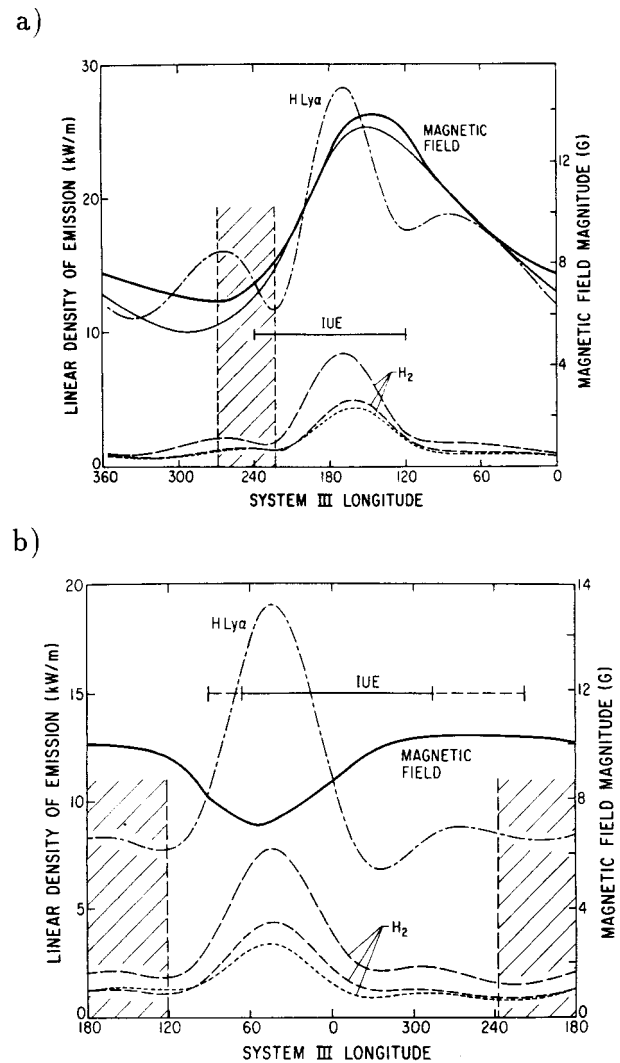 a)
LINEAR DENSITY OF EMISSION (kW/m)
30
20
10
0
H Lyα
MAGNETIC
FIELD
IUE
H2
MAGNETIC FIELD MAGNITUDE (G)
12
8
4
0
360 300 240 180 120 60 0
SYSTEM III LONGITUDE
b)
LINEAR DENSITY OF EMISSION (kW/m)
20
15
10
5
0
H Lyα
IUE
MAGNETIC
FIELD
H2
MAGNETIC FIELD MAGNITUDE (G)
14
12
8
4
0
180 120 60 0 300 240 180
SYSTEM III LONGITUDE